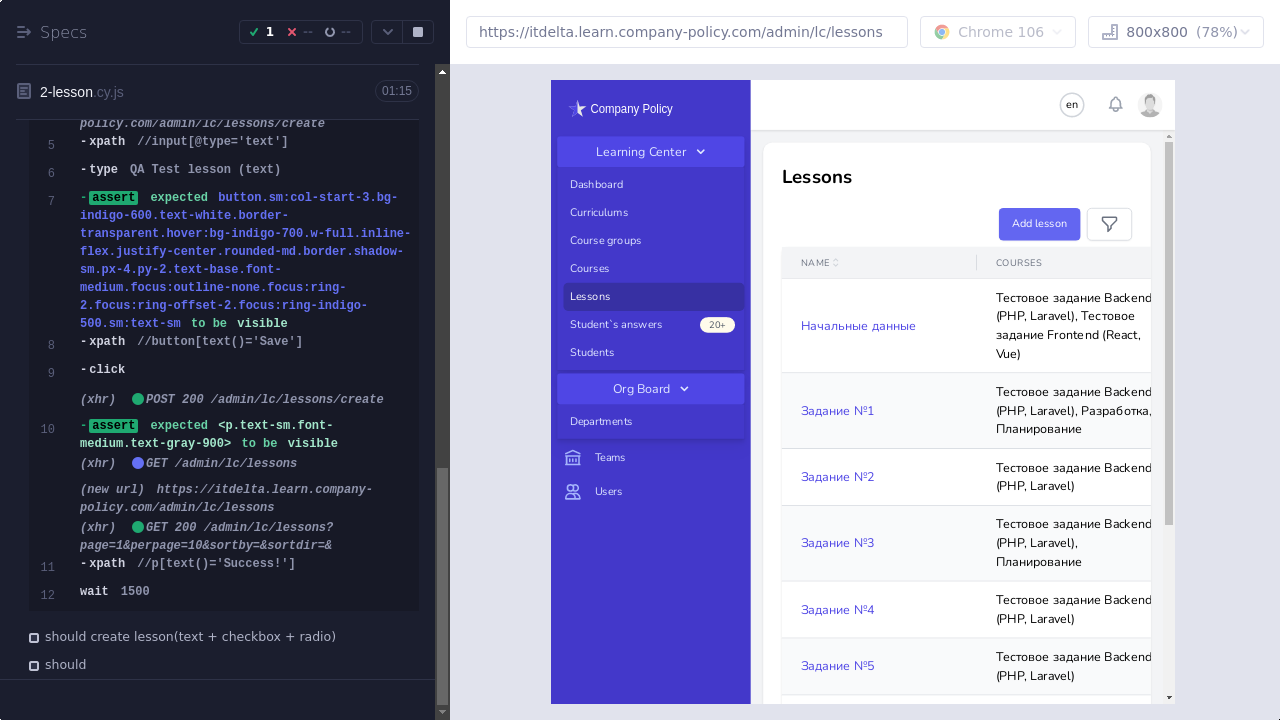 Specs
1
--
--
2-lesson.cy.js
01:15
policy.com/admin/lc/lessons/create
5 -xpath //input[@type='text']
6 -type QA Test lesson (text)
7 -assert expected button.sm:col-start-3.bg-
indigo-600.text-white.border-
transparent.hover:bg-indigo-700.w-full.inline-
flex.justify-center.rounded-md.border.shadow-
sm.px-4.py-2.text-base.font-
medium.focus:outline-none.focus:ring-
2.focus:ring-offset-2.focus:ring-indigo-
500.sm:text-sm to be visible
8 -xpath //button[text()='Save']
9 -click
(xhr) POST 200 /admin/lc/lessons/create
10 -assert expected <p.text-sm.font-
medium.text-gray-900> to be visible
(xhr) GET /admin/lc/lessons
(new url) https://itdelta.learn.company-
policy.com/admin/lc/lessons
(xhr) GET 200 /admin/lc/lessons?
page=1&perpage=10&sortby=&sortdir=&
11 -xpath //p[text()='Success!']
12 wait 1500
should create lesson(text + checkbox + radio)
should
https://itdelta.learn.company-policy.com/admin/lc/lessons
Chrome 106
800x800 (78%)
Company Policy
en
Learning Center
Dashboard
Curriculums
Course groups
Courses
Lessons
Student`s answers 20+
Students
Org Board
Departments
Teams
Users
Lessons
Add lesson
NAME COURSES
Начальные данные
Тестовое задание Backend
(PHP, Laravel), Тестовое
задание Frontend (React,
Vue)
Задание №1
Тестовое задание Backend
(PHP, Laravel), Разработка,
Планирование
Задание №2
Тестовое задание Backend
(PHP, Laravel)
Задание №3
Тестовое задание Backend
(PHP, Laravel),
Планирование
Задание №4
Тестовое задание Backend
(PHP, Laravel)
Задание №5
Тестовое задание Backend
(PHP, Laravel)